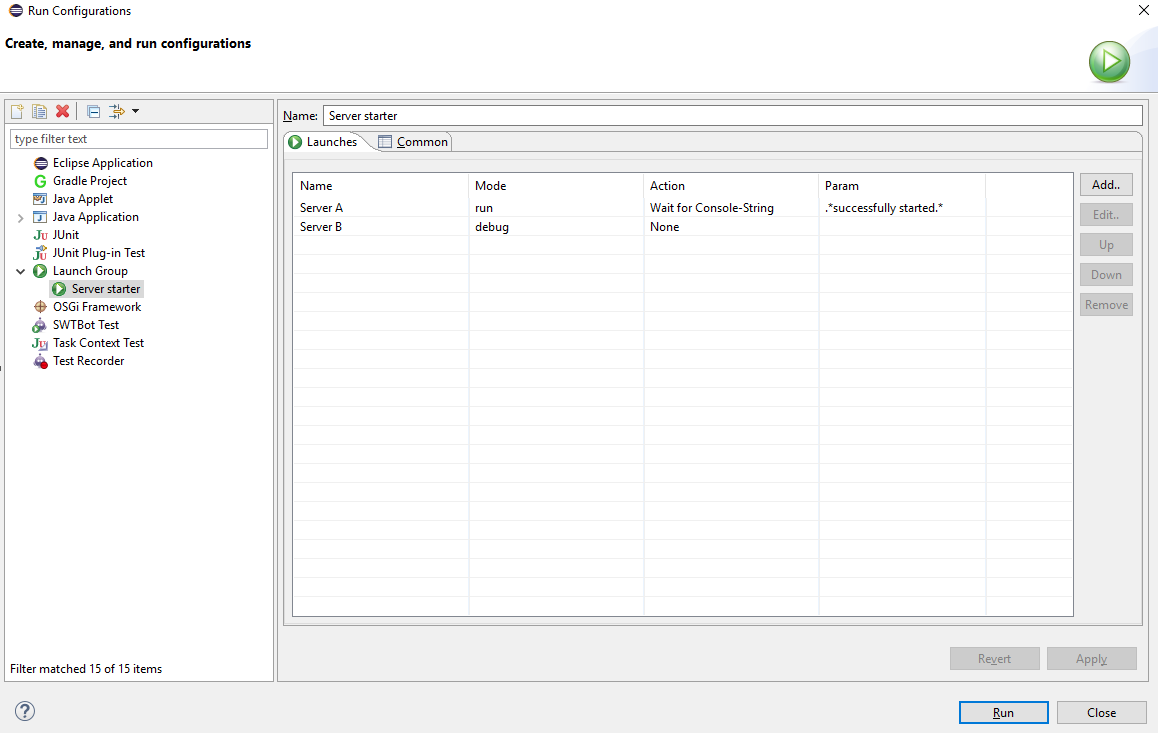 Run Configurations
Create, manage, and run configurations
type filter text
Eclipse Application
Gradle Project
Java Applet
Java Application
JUnit
JUnit Plug-in Test
Launch Group
Server starter
OSGi Framework
SWTBot Test
Task Context Test
Test Recorder
Filter matched 15 of 15 items
Name: Server starter
Launches Common
Name Mode Action Param
Server A run Wait for Console-String .*successfully started.*
Server B debug None
Add..
Edit..
Up
Down
Remove
Revert Apply
Run Close